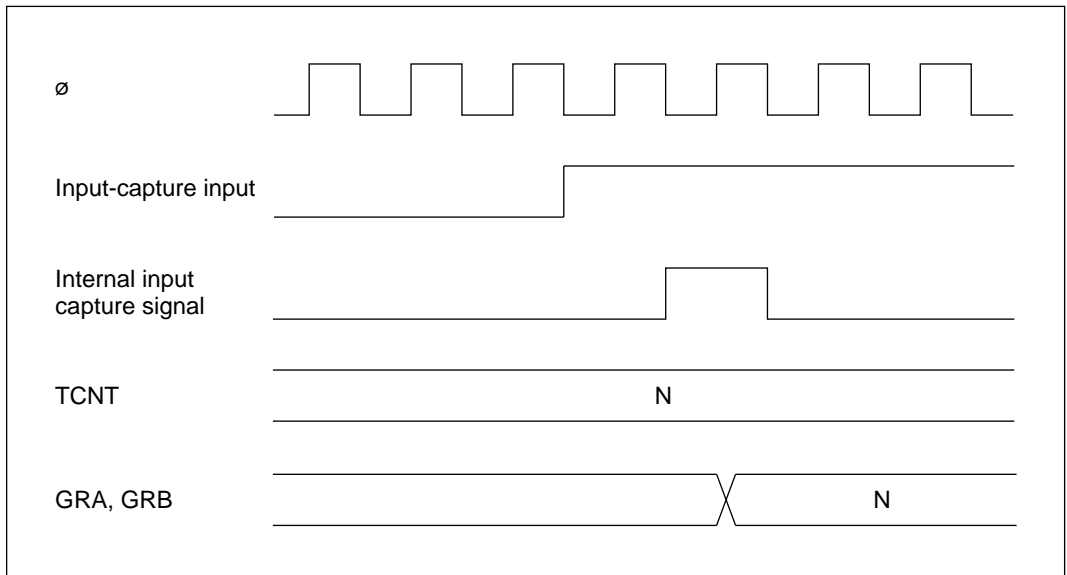 ø
Input-capture input
Internal input
capture signal
TCNT
N
GRA, GRB
N